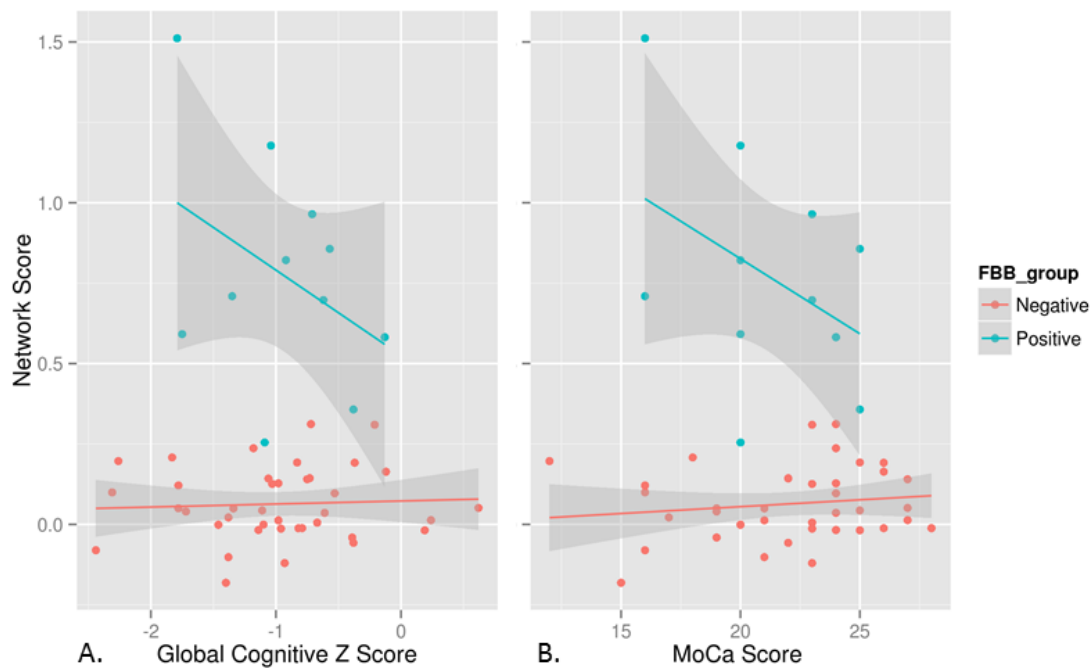 1.5
1.0
0.5
0.0
Network Score
-2
-1
0
A.
Global Cognitive Z Score
15
20
25
B.
MoCa Score
FBB_group
Negative
Positive